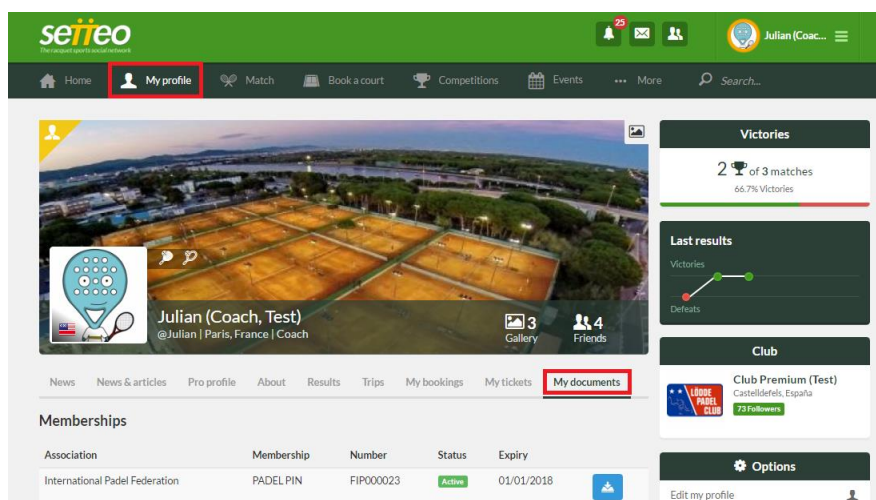 setteo
The racquet sports social network
25
Julian (Coac...
Home
My profile
Match
Book a court
Competitions
Events
More
Search...
Julian (Coach, Test)
@Julian | Paris, France | Coach
3
Gallery
4
Friends
News
News & articles
Pro profile
About
Results
Trips
My bookings
My tickets
My documents
Memberships
Association Membership Number Status Expiry
International Padel Federation PADEL PIN FIP000023 Active 01/01/2018
Victories
2 of 3 matches
66.7% Victories
Last results
Victories
Defeats
Club
LÖDDE
PADEL
CLUB
Club Premium (Test)
Castelldefels, España
73 Followers
Options
Edit my profile